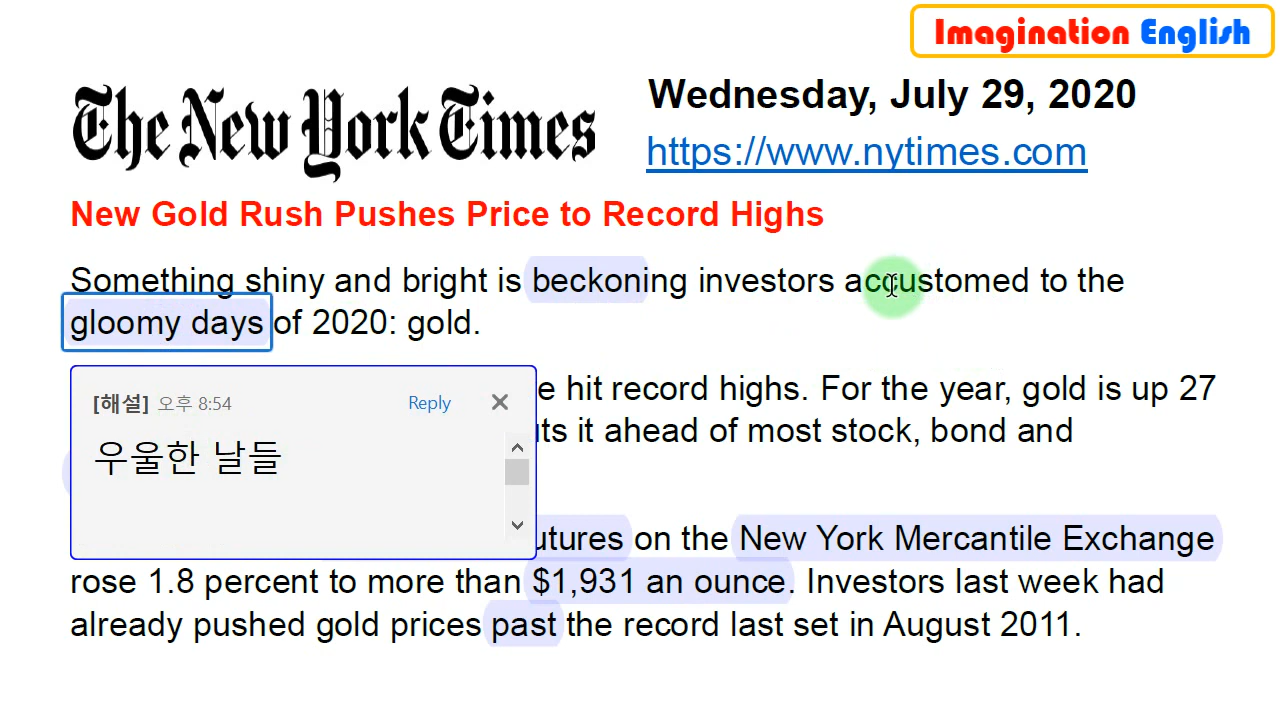 Imagination English
The New York Times
Wednesday, July 29, 2020
https://www.nytimes.com
New Gold Rush Pushes Price to Record Highs
Something shiny and bright is beckoning investors accustomed to the
gloomy days of 2020: gold.
hit record highs. For the year, gold is up 27
it ahead of most stock, bond and
[해설] 오후 8:54 Reply
우울한 날들
on the New York Mercantile Exchange
rose 1.8 percent to more than $1,931 an ounce. Investors last week had
already pushed gold prices past the record last set in August 2011.